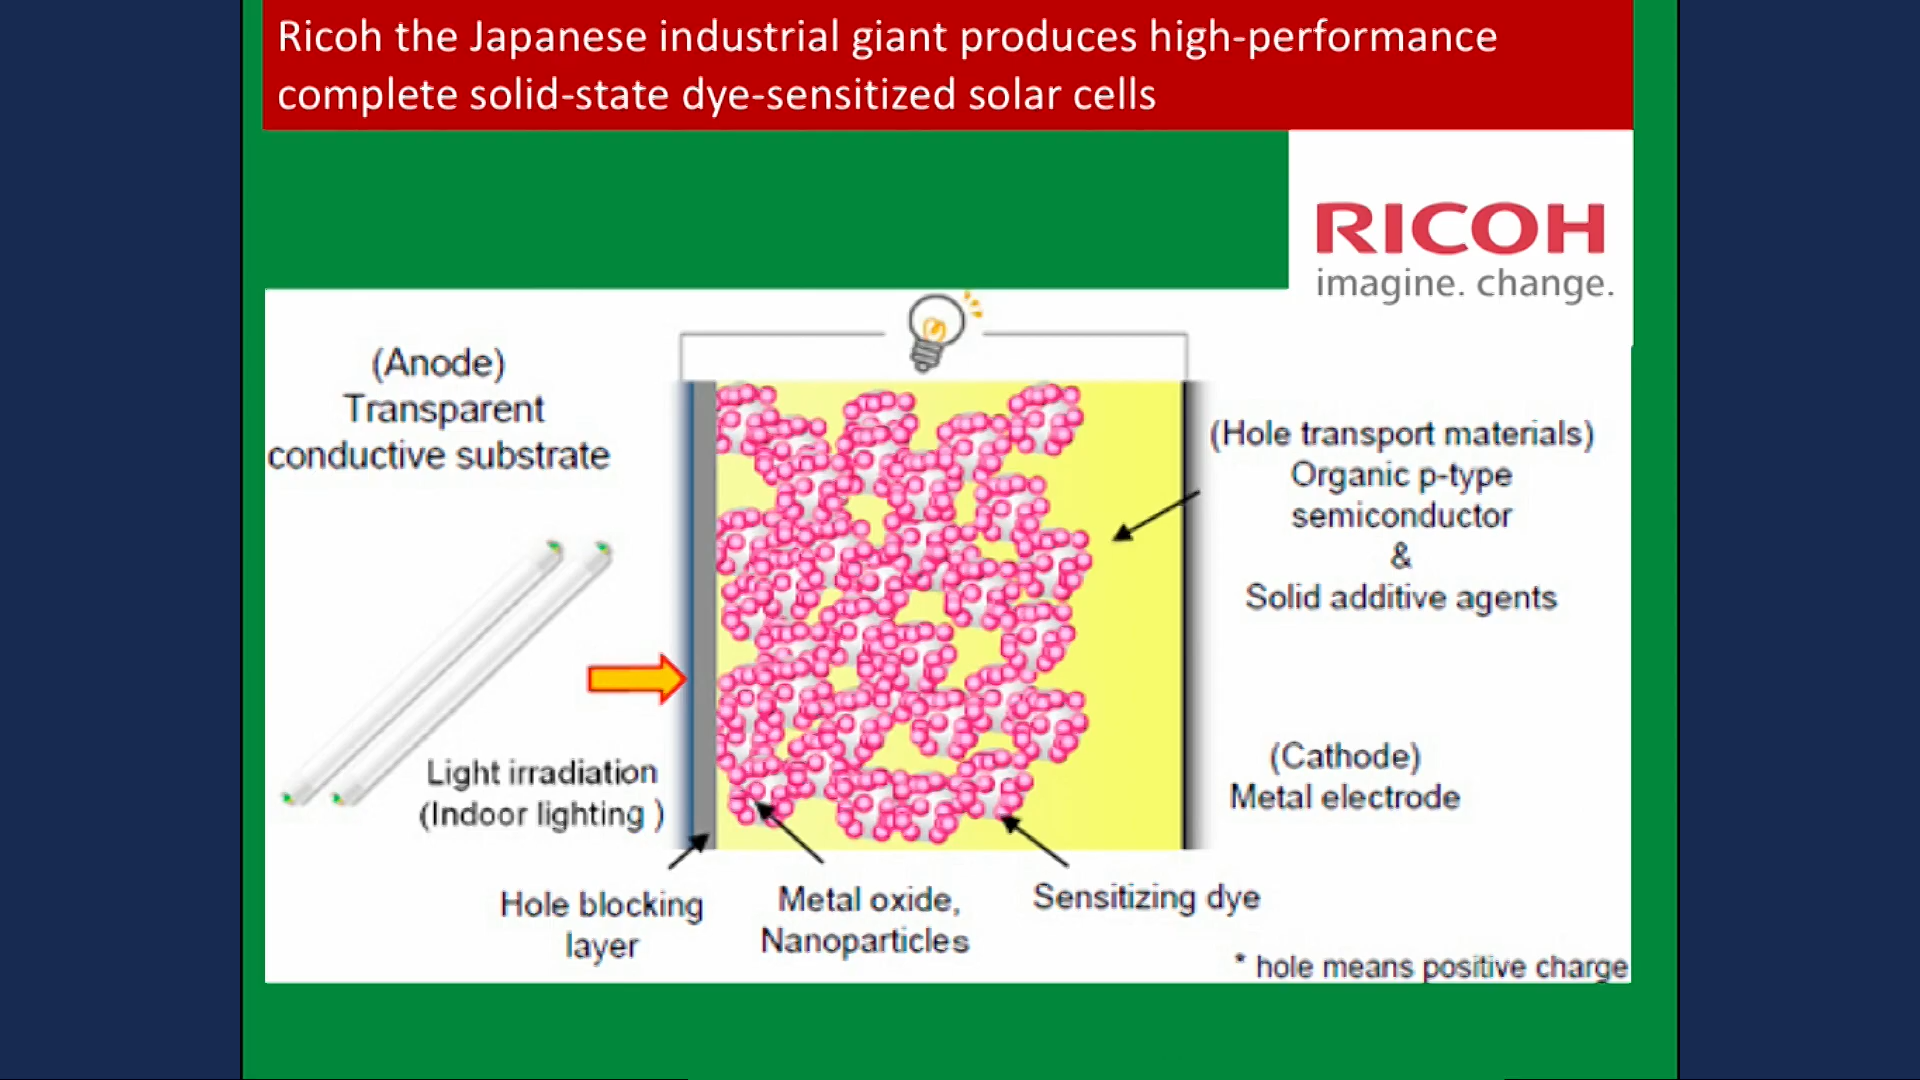 Ricoh the Japanese industrial giant produces high-performance
complete solid-state dye-sensitized solar cells
RICOH
imagine. change.
(Anode)
Transparent
conductive substrate
(Hole transport materials)
Organic p-type
semiconductor
&
Solid additive agents
Light irradiation
(Indoor lighting )
(Cathode)
Metal electrode
Hole blocking
layer
Metal oxide,
Nanoparticles
Sensitizing dye
* hole means positive charge